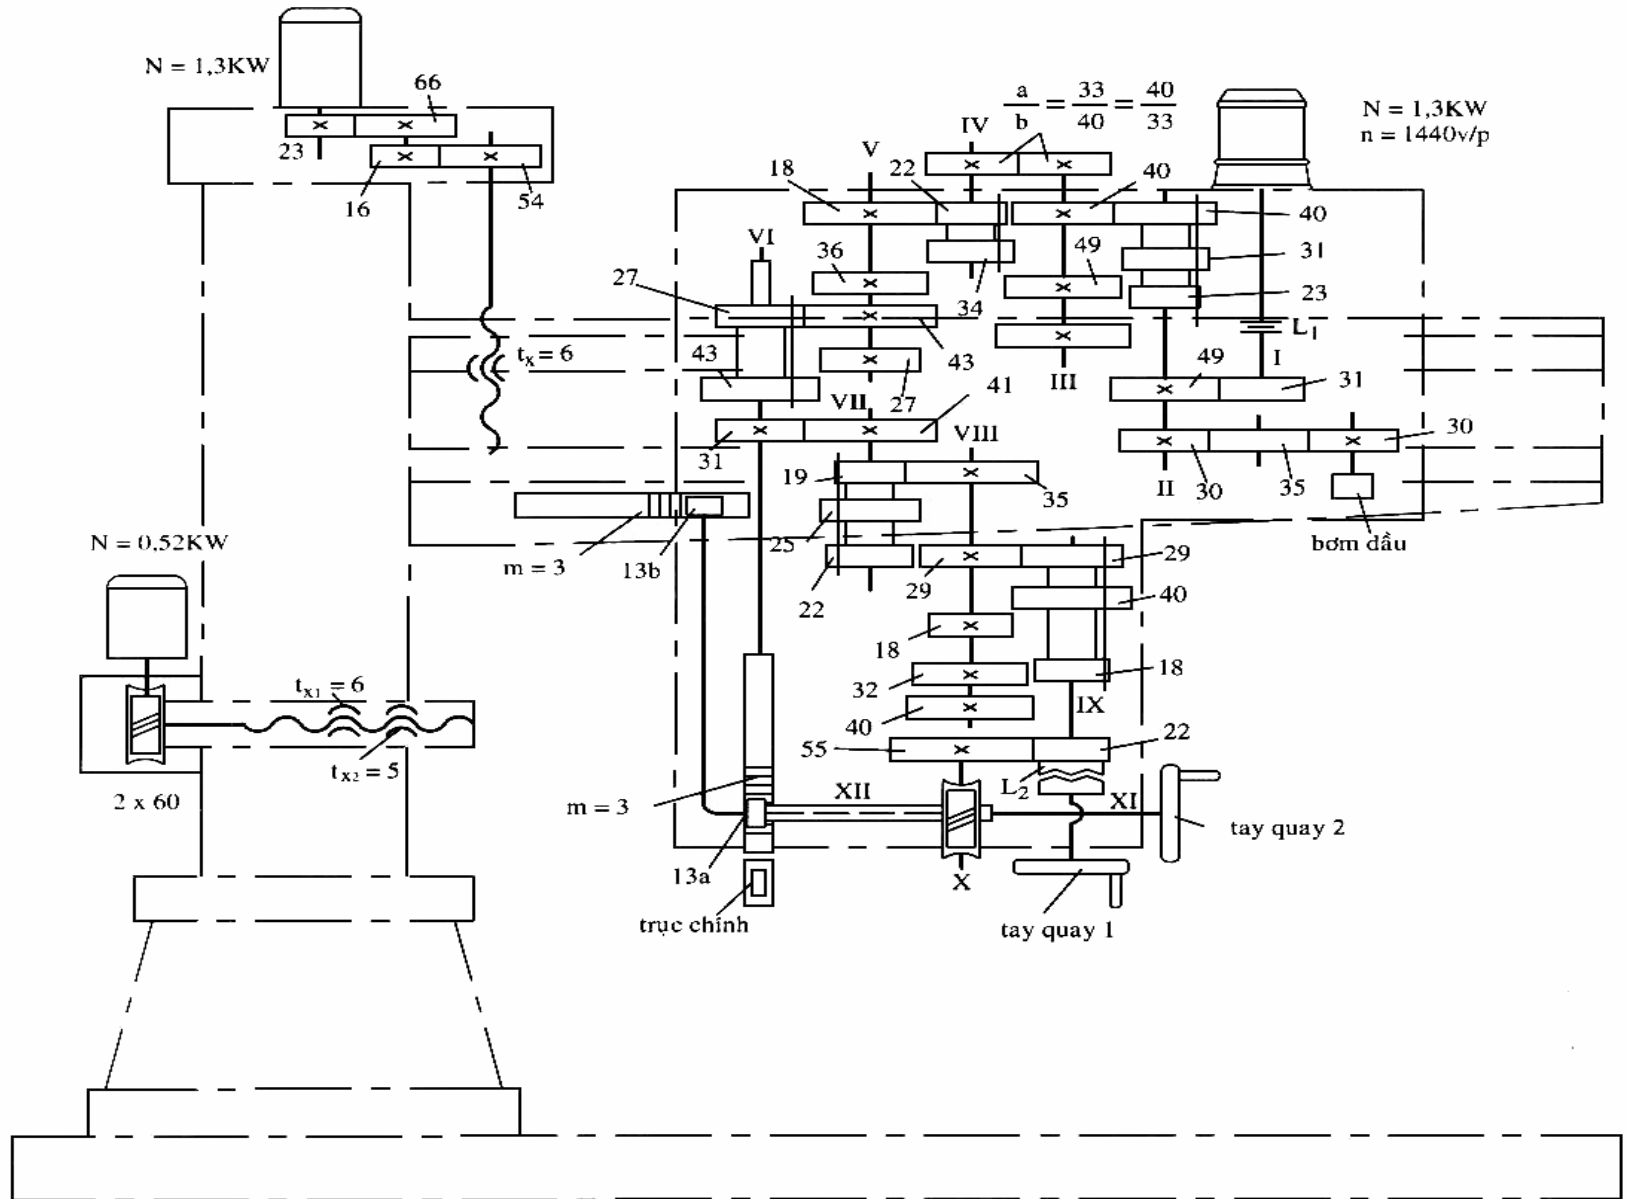 N = 1,3KW
66
23
16
54
a/b = 33/40 = 40/33
N = 1,3KW
n = 1440v/p
IV
V
18
22
40
40
VI
36
49
31
27
34
23
L1
tx = 6
43
43
III
49
I
31
27
41
VII
VIII
30
31
19
35
II
30
35
bơm dầu
N = 0,52KW
m = 3
13b
25
29
29
22
40
18
18
32
IX
40
tx1 = 6
55
22
tx2 = 5
L2
2 x 60
m = 3
XII
XI
tay quay 2
13a
X
trục chính
tay quay 1